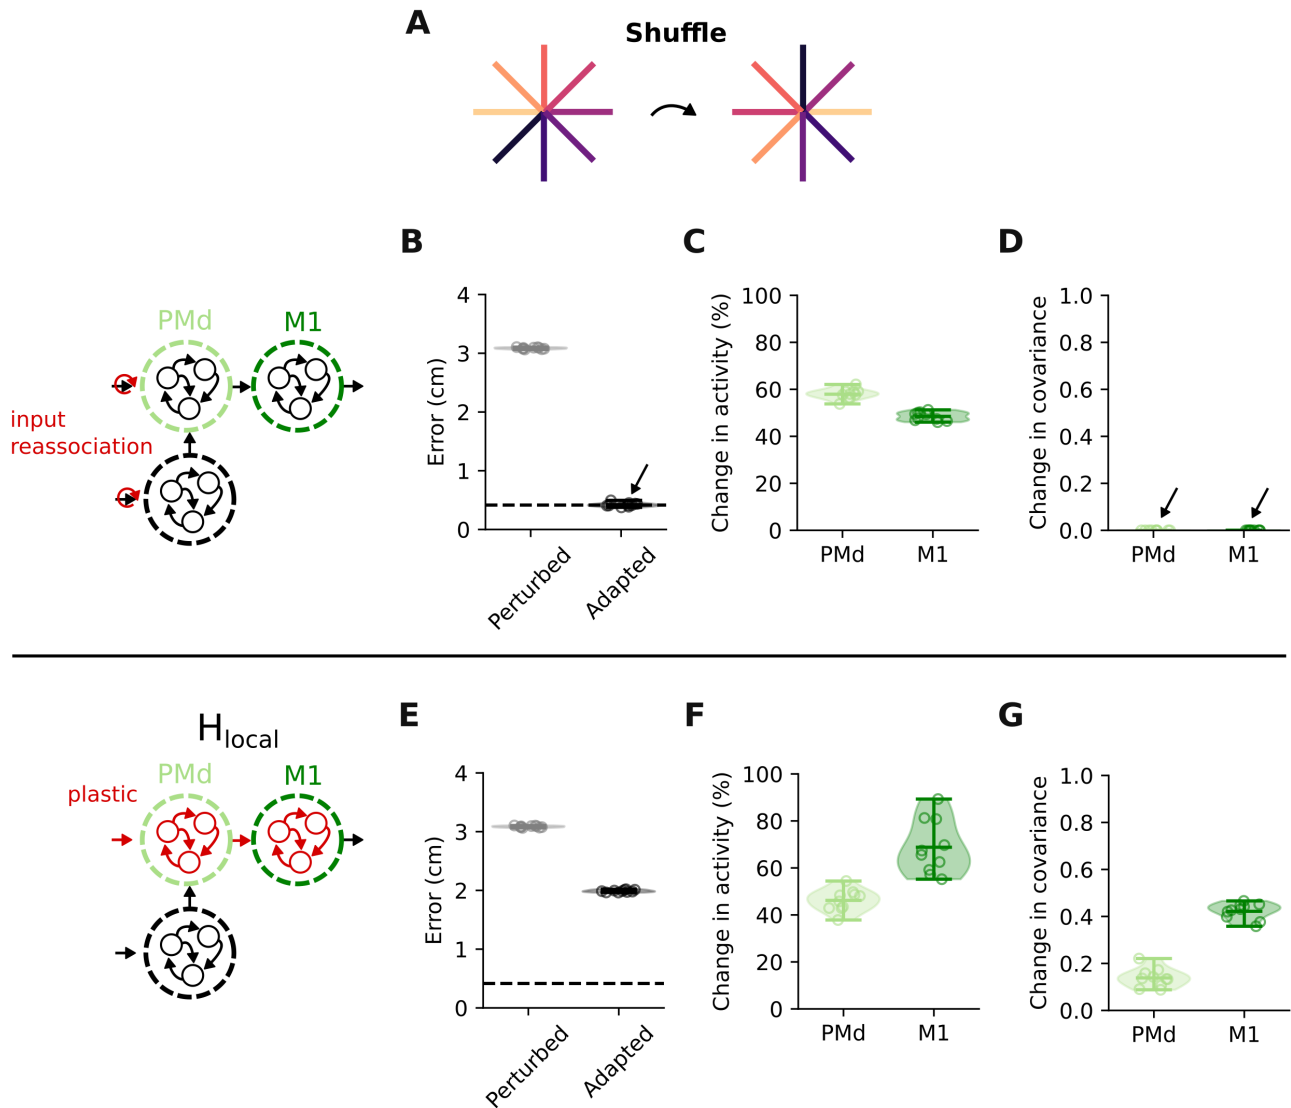 A
Shuffle
B
C
D
PMd
M1
input
reassociation
Error (cm)
4
3
2
1
0
Perturbed
Adapted
Change in activity (%)
100
80
60
40
20
0
PMd
M1
Change in covariance
1.0
0.8
0.6
0.4
0.2
0.0
PMd
M1
H local
PMd
M1
plastic
E
F
G
Error (cm)
4
3
2
1
0
Perturbed
Adapted
Change in activity (%)
100
80
60
40
20
0
PMd
M1
Change in covariance
1.0
0.8
0.6
0.4
0.2
0.0
PMd
M1